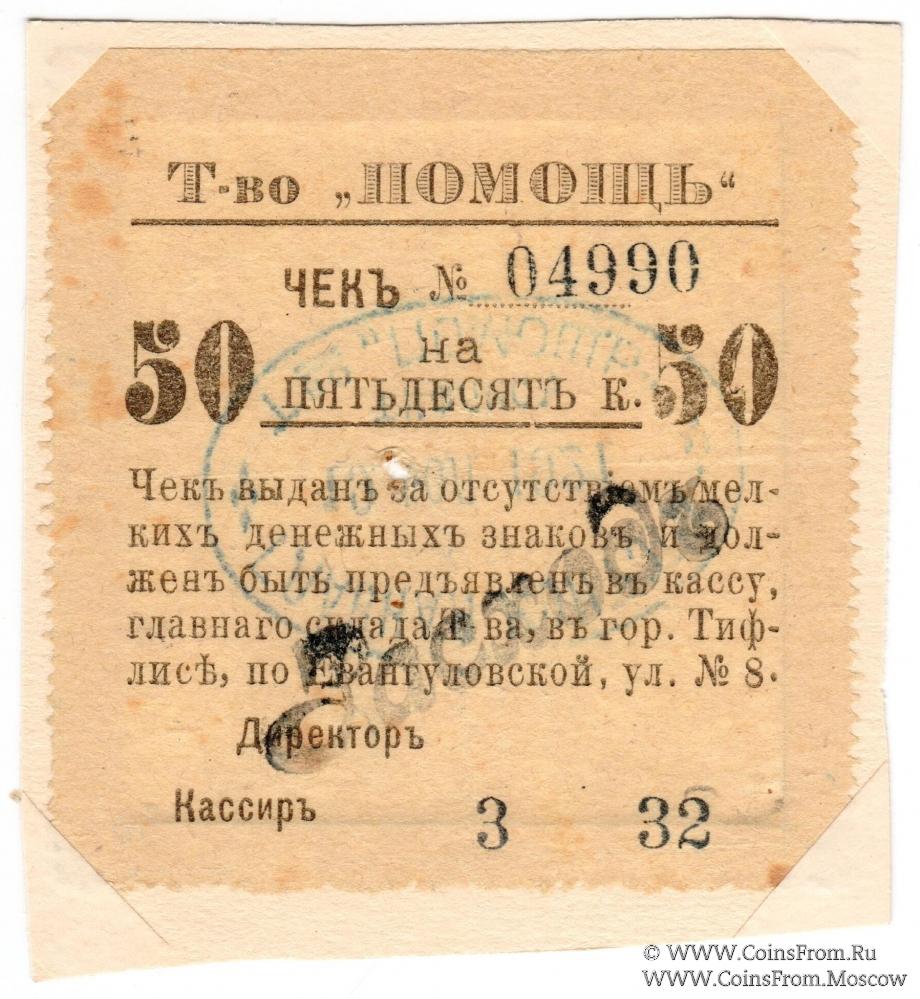 Т-во „ПОМОЩЬ“
ЧЕКЪ № 04990
50 на 50
ПЯТЬДЕСЯТЪ К.
Чекъ выданъ за отсутствіемъ мел-
кихъ денежныхъ знаковъ и дол-
женъ быть предъявленъ въ кассу,
главнаго склада Т-ва, въ гор. Тиф-
лисѣ, по Евангуловской, ул. № 8.
Директоръ
Кассиръ 3 32
© WWW.CoinsFrom.Ru
WWW.CoinsFrom.Moscow